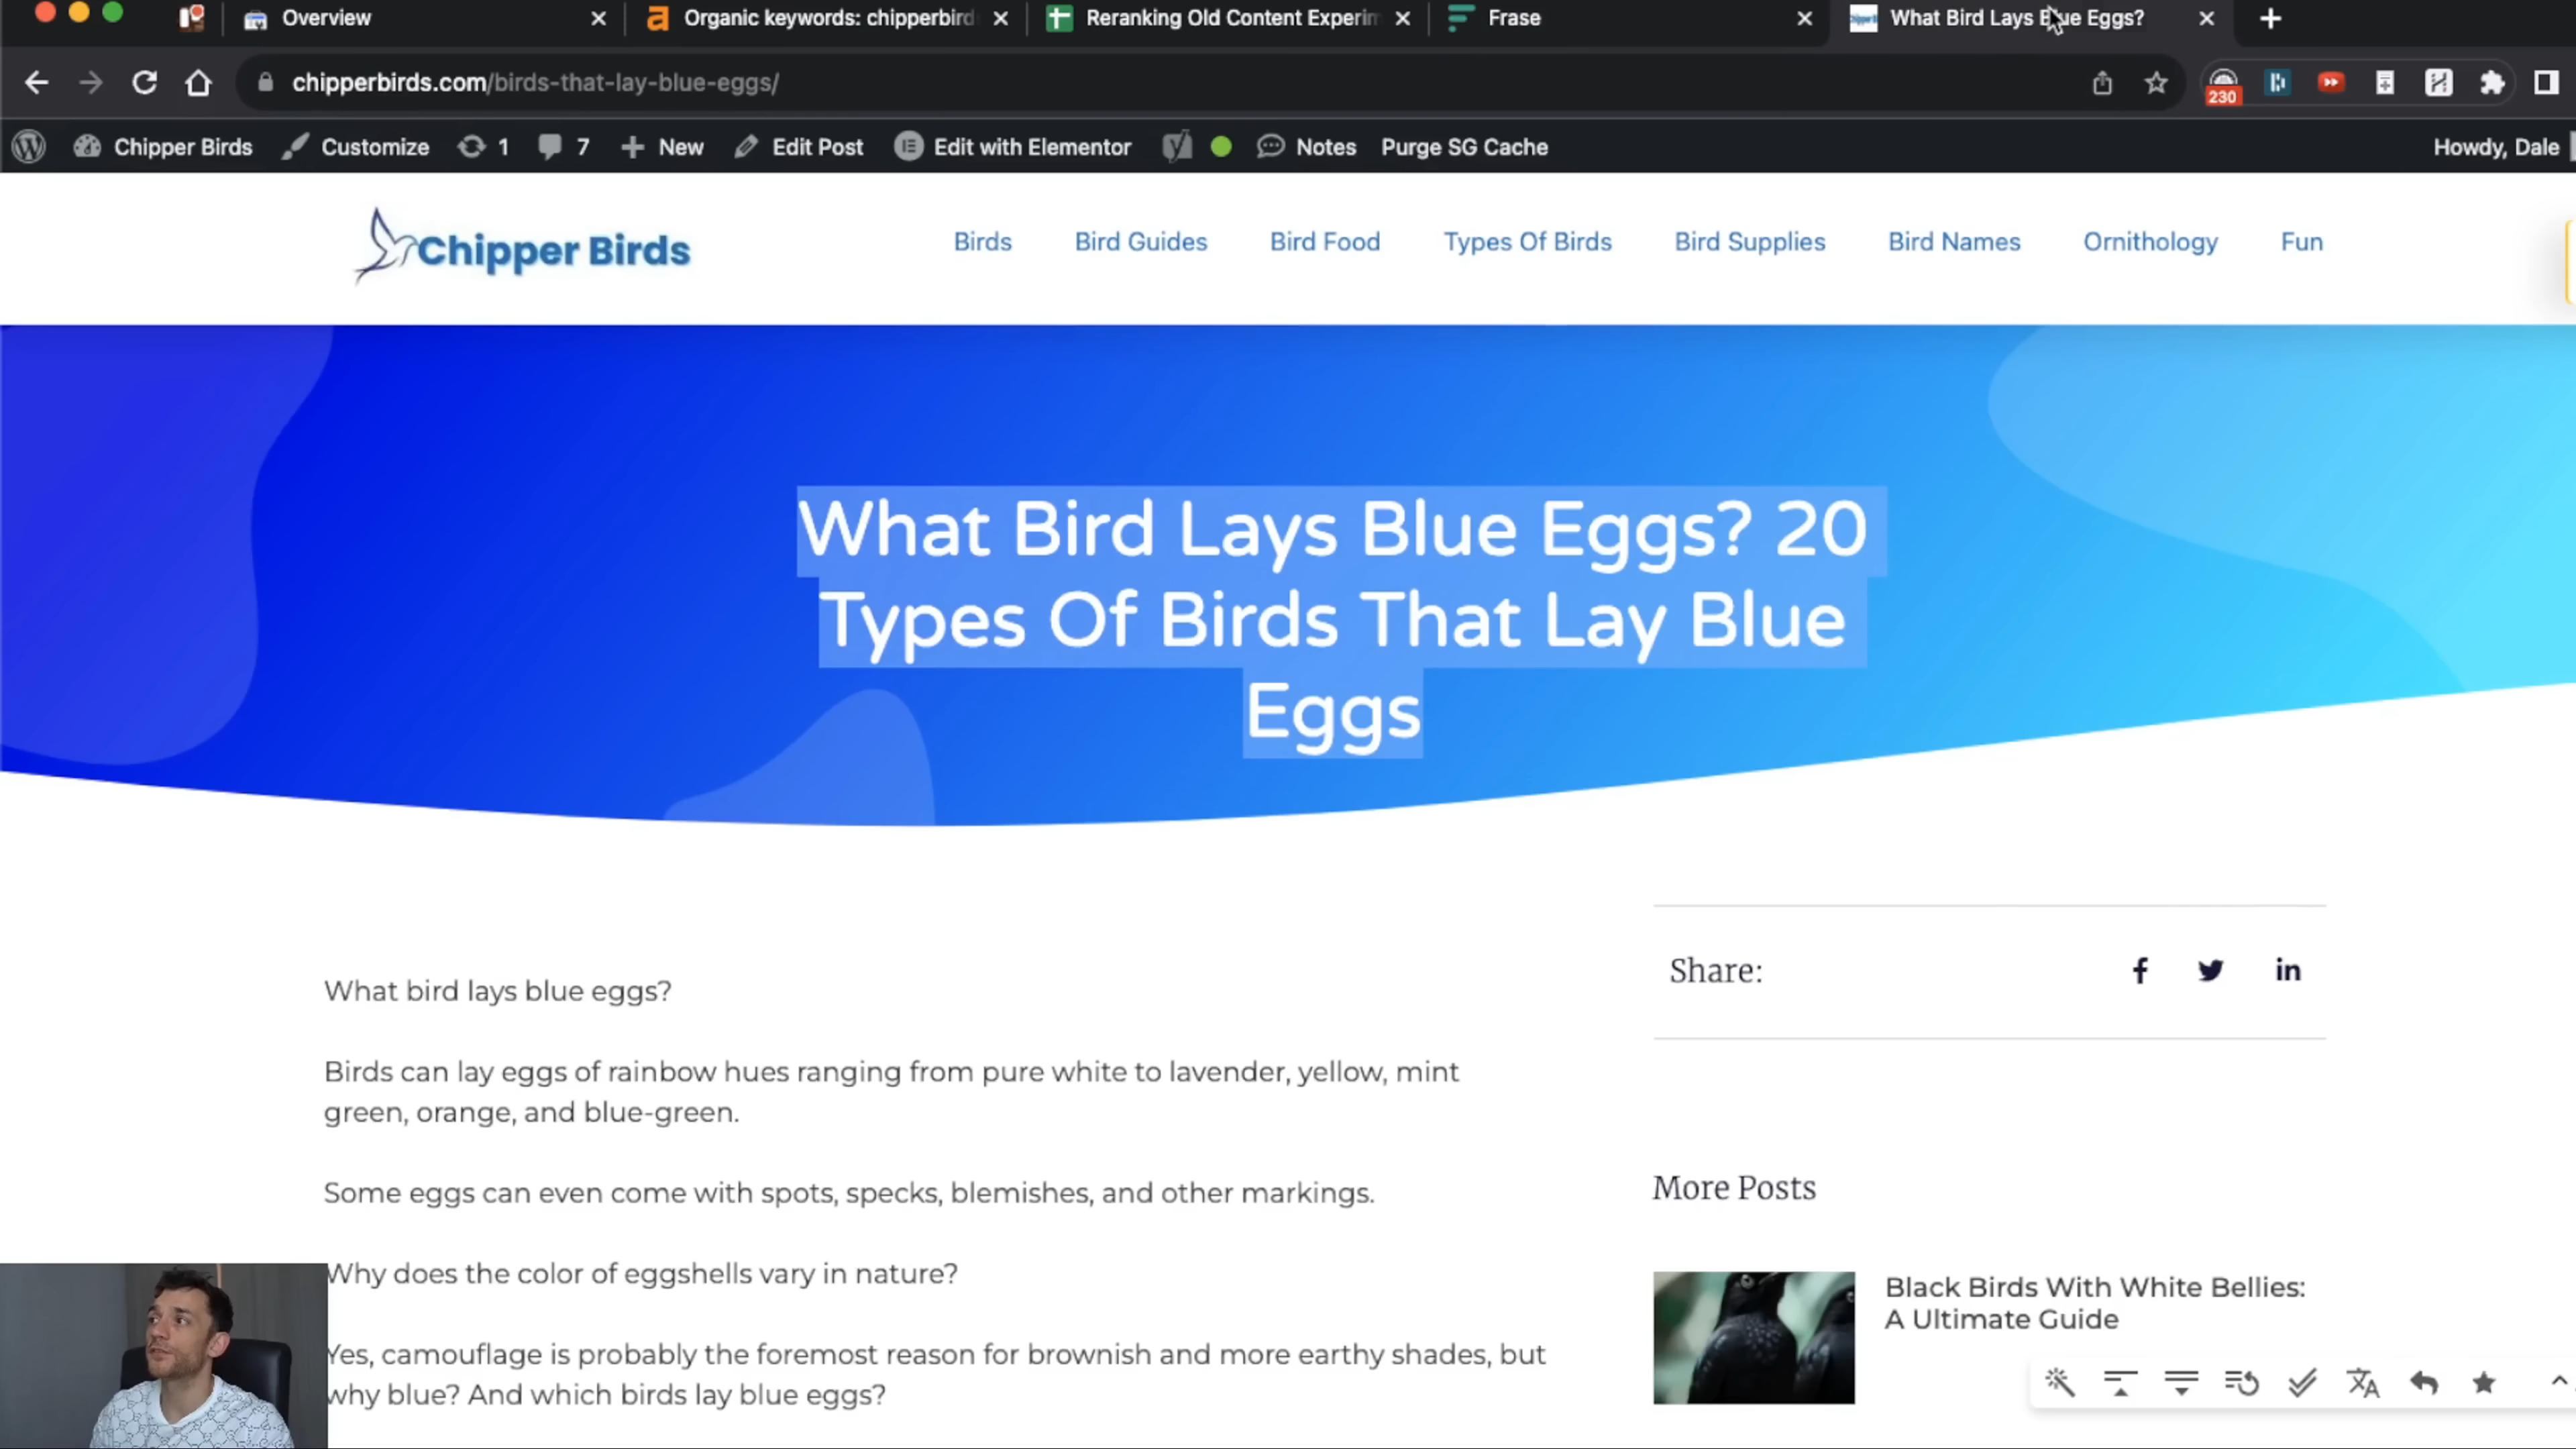 Overview
Organic keywords: chipperbird
Reranking Old Content Experim
Frase
What Bird Lays Blue Eggs?
chipperbirds.com/birds-that-lay-blue-eggs/
230
Chipper Birds
Customize
1
7
New
Edit Post
Edit with Elementor
Notes
Purge SG Cache
Howdy, Dale
Chipper Birds
Birds
Bird Guides
Bird Food
Types Of Birds
Bird Supplies
Bird Names
Ornithology
Fun
What Bird Lays Blue Eggs? 20
Types Of Birds That Lay Blue
Eggs
What bird lays blue eggs?
Birds can lay eggs of rainbow hues ranging from pure white to lavender, yellow, mint
green, orange, and blue-green.
Some eggs can even come with spots, specks, blemishes, and other markings.
Why does the color of eggshells vary in nature?
Yes, camouflage is probably the foremost reason for brownish and more earthy shades, but
why blue? And which birds lay blue eggs?
Share:
More Posts
Black Birds With White Bellies:
A Ultimate Guide